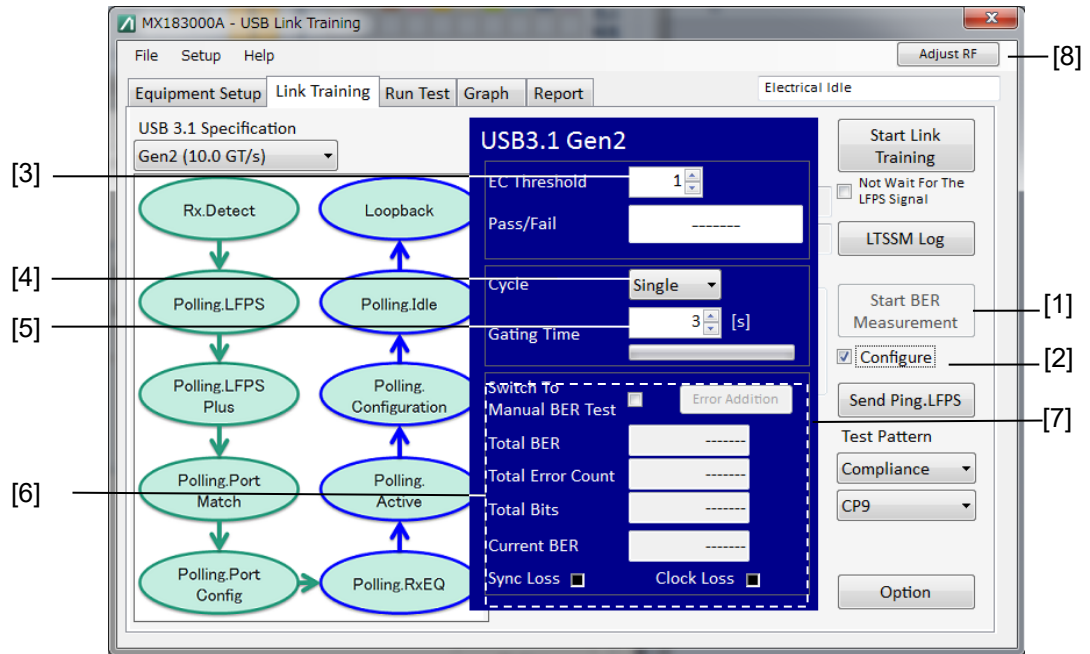 MX183000A - USB Link Training
x
File Setup Help
Adjust RF
[8]
Equipment Setup Link Training Run Test Graph Report
Electrical Idle
USB 3.1 Specification
Gen2 (10.0 GT/s)
USB3.1 Gen2
Start Link
Training
[3]
EC Threshold 1
Not Wait For The
LFPS Signal
Rx.Detect
Loopback
Pass/Fail -------
LTSSM Log
[4]
Cycle Single
Polling.LFPS
Polling.Idle
Start BER
Measurement
[1]
[5]
Gating Time 3 [s]
Configure
[2]
Polling.LFPS
Plus
Polling.
Configuration
Switch To
Manual BER Test
Error Addition
Send Ping.LFPS
[7]
Total BER -------
Test Pattern
Compliance
Polling.Port
Match
Polling.
Active
Total Error Count -------
[6]
Total Bits -------
CP9
Current BER -------
Polling.Port
Config
Polling.RxEQ
Sync Loss Clock Loss
Option